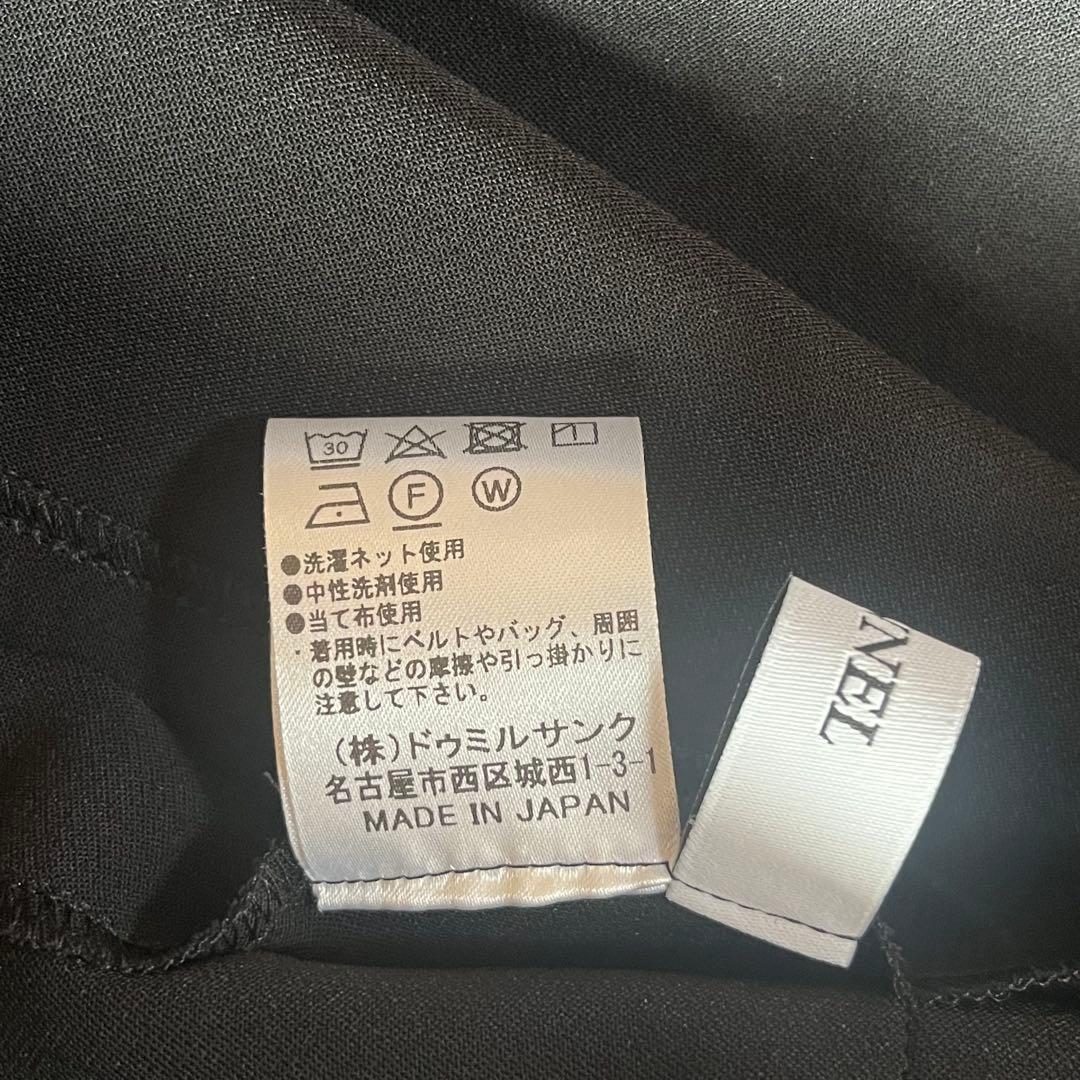 30
F W
●洗濯ネット使用
●中性洗剤使用
●当て布使用
・着用時にベルトやバッグ、周囲
の壁などの摩擦や引っ掛かりに
注意して下さい。
(株)ドゥミルサンク
名古屋市西区城西1-3-1
MADE IN JAPAN